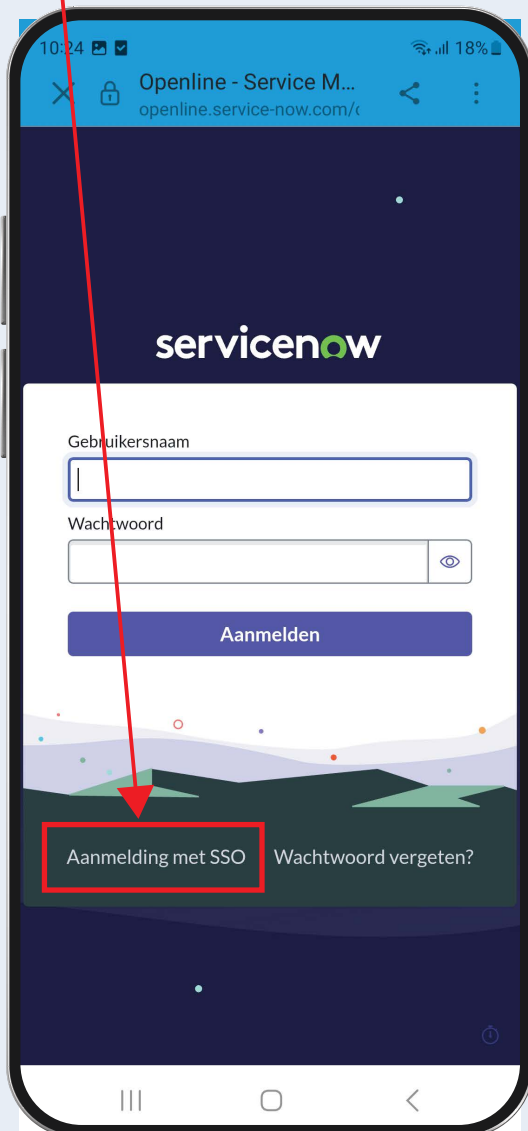 10:24 18%
Openline - Service M...
openline.service-now.com/
servicenow
Gebruikersnaam
Wachtwoord
Aanmelden
Aanmelding met SSO Wachtwoord vergeten?